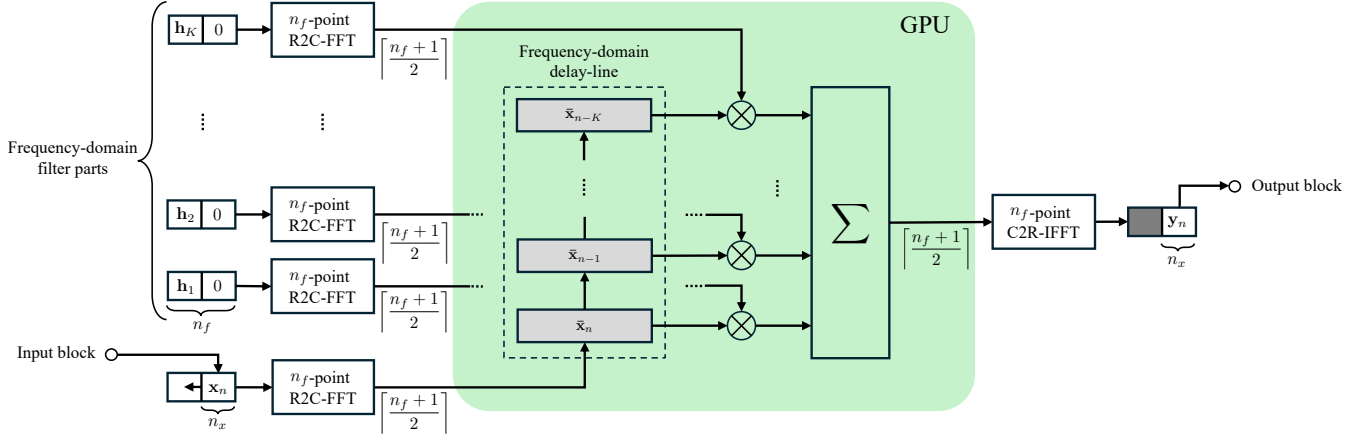 GPU
h_K 0
n_f-point
R2C-FFT
⌈(n_f + 1)/2⌉
Frequency-domain
delay-line
x̄_{n−K}
Frequency-domain
filter parts
h_2 0
n_f-point
R2C-FFT
⌈(n_f + 1)/2⌉
x̄_{n−1}
∑
⌈(n_f + 1)/2⌉
n_f-point
C2R-IFFT
y_n
n_x
Output block
h_1 0
n_f
n_f-point
R2C-FFT
⌈(n_f + 1)/2⌉
x̄_n
Input block
x_n
n_x
n_f-point
R2C-FFT
⌈(n_f + 1)/2⌉